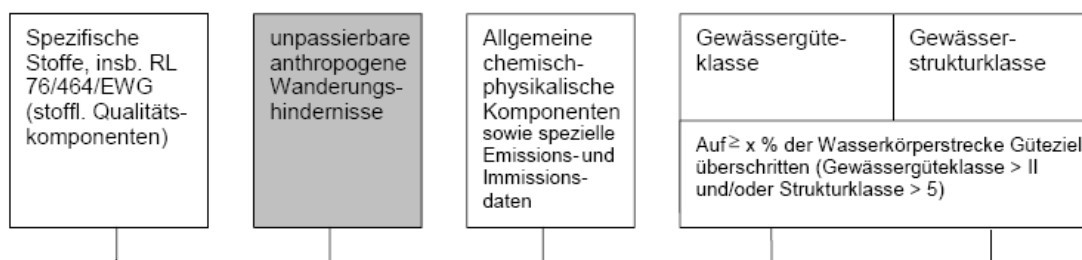 Spezifische
Stoffe, insb. RL
76/464/EWG
(stoffl. Qualitäts-
komponenten)
unpassierbare
anthropogene
Wanderungs-
hindernisse
Allgemeine
chemisch-
physikalische
Komponenten
sowie spezielle
Emissions- und
Immissions-
daten
Gewässergüte-
klasse
Gewässer-
strukturklasse
Auf ≥ x % der Wasserkörperstrecke Güteziel
überschritten (Gewässergüteklasse > II
und/oder Strukturklasse > 5)